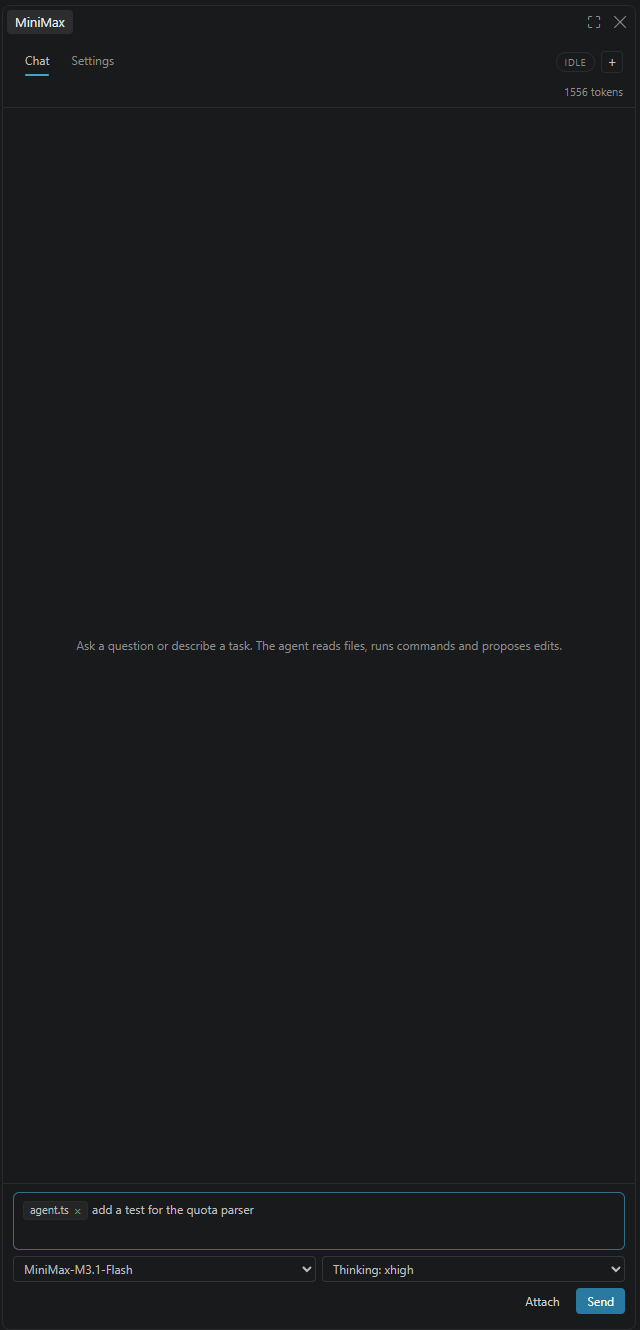 MiniMax
Chat Settings IDLE +
1556 tokens
Ask a question or describe a task. The agent reads files, runs commands and proposes edits.
agent.ts × add a test for the quota parser
MiniMax-M3.1-Flash Thinking: xhigh
Attach Send